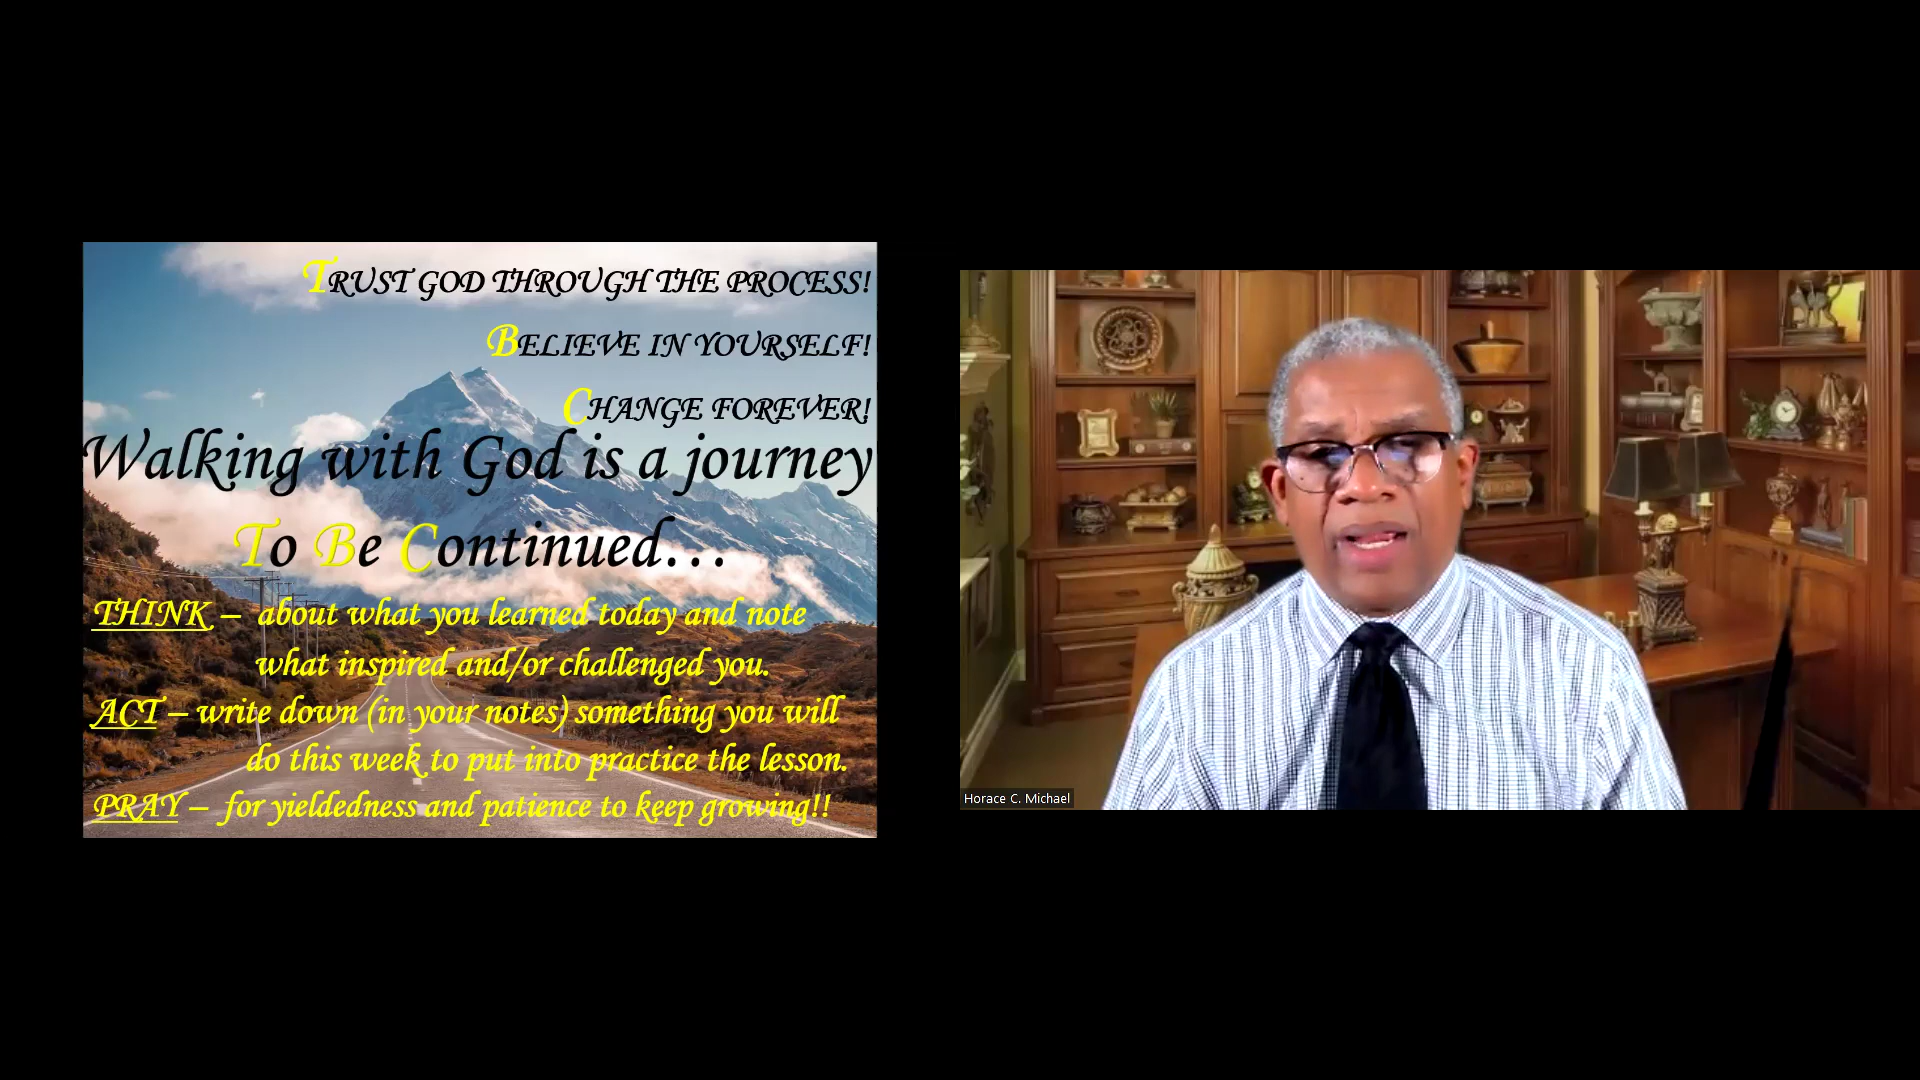 TRUST GOD THROUGH THE PROCESS!
BELIEVE IN YOURSELF!
CHANGE FOREVER!
Walking with God is a journey
To Be Continued…
THINK – about what you learned today and note
what inspired and/or challenged you.
ACT – write down (in your notes) something you will
do this week to put into practice the lesson.
PRAY – for yieldedness and patience to keep growing!!
Horace C. Michael